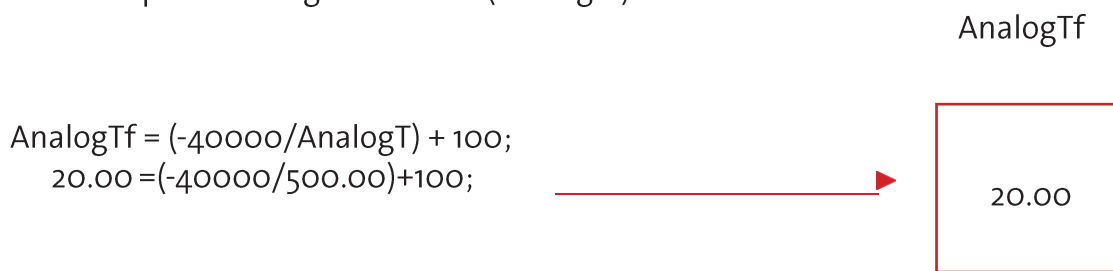 AnalogTf
AnalogTf = (-40000/AnalogT) + 100;
20.00 =(-40000/500.00)+100;
20.00